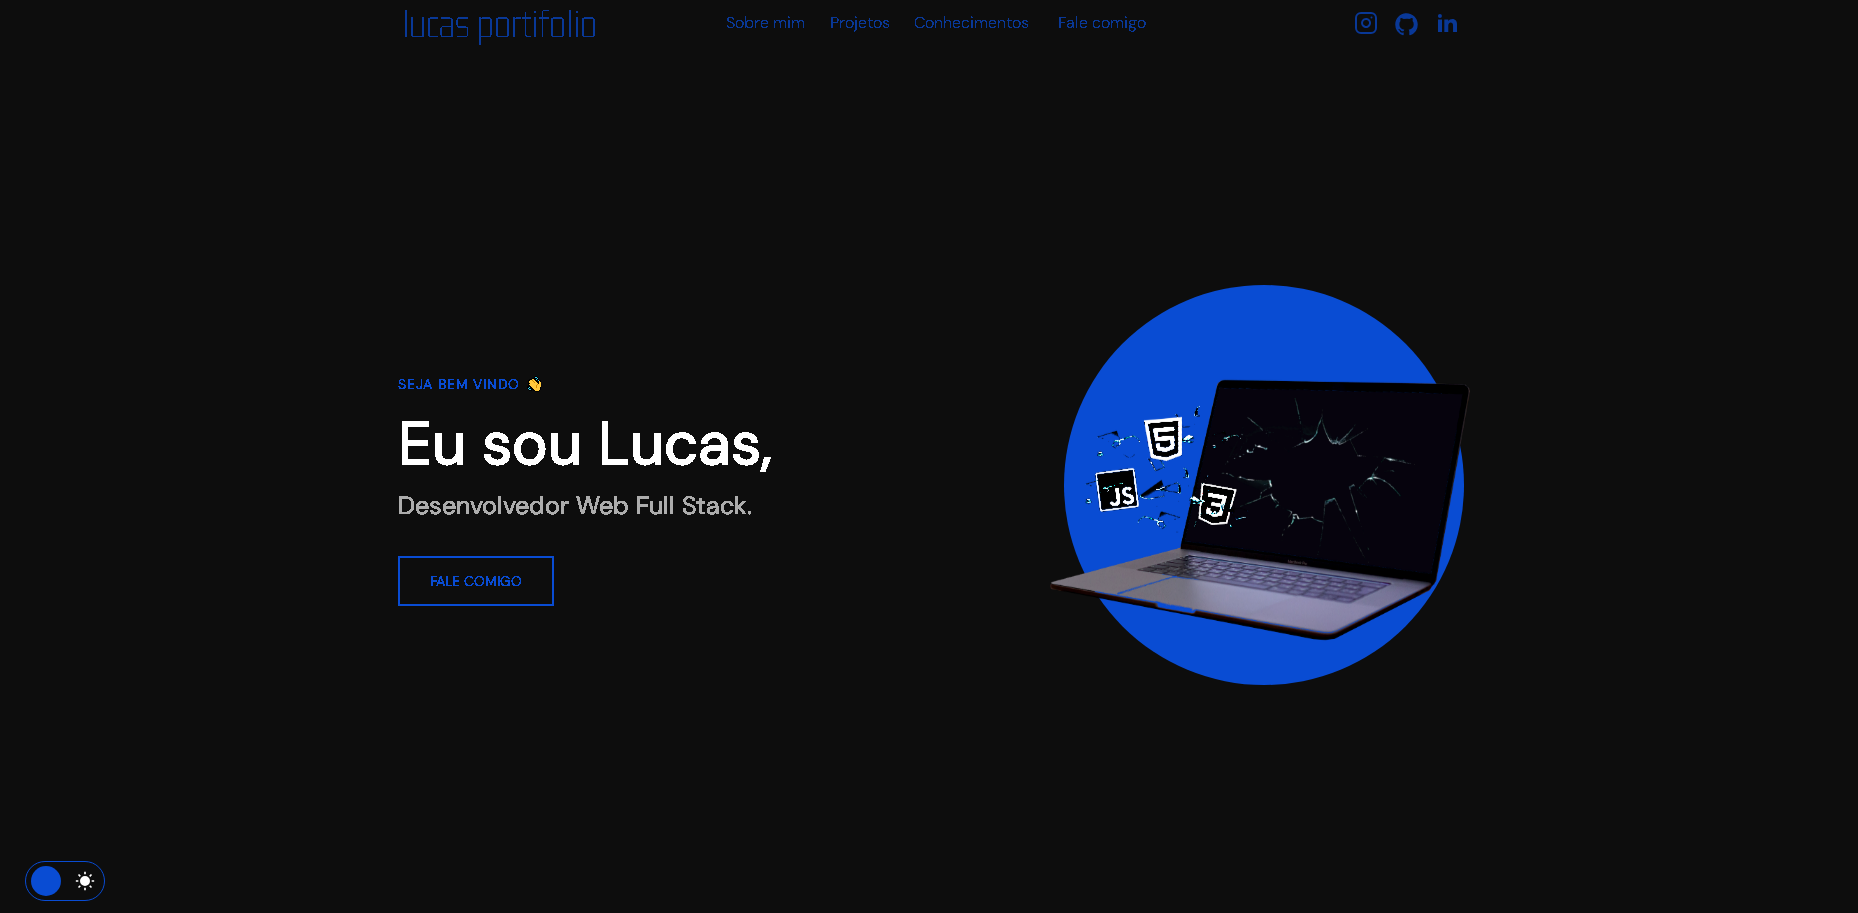 lucas portifolio
Sobre mim Projetos Conhecimentos Fale comigo
SEJA BEM VINDO 👋
Eu sou Lucas,
Desenvolvedor Web Full Stack.
FALE COMIGO
5
JS
3